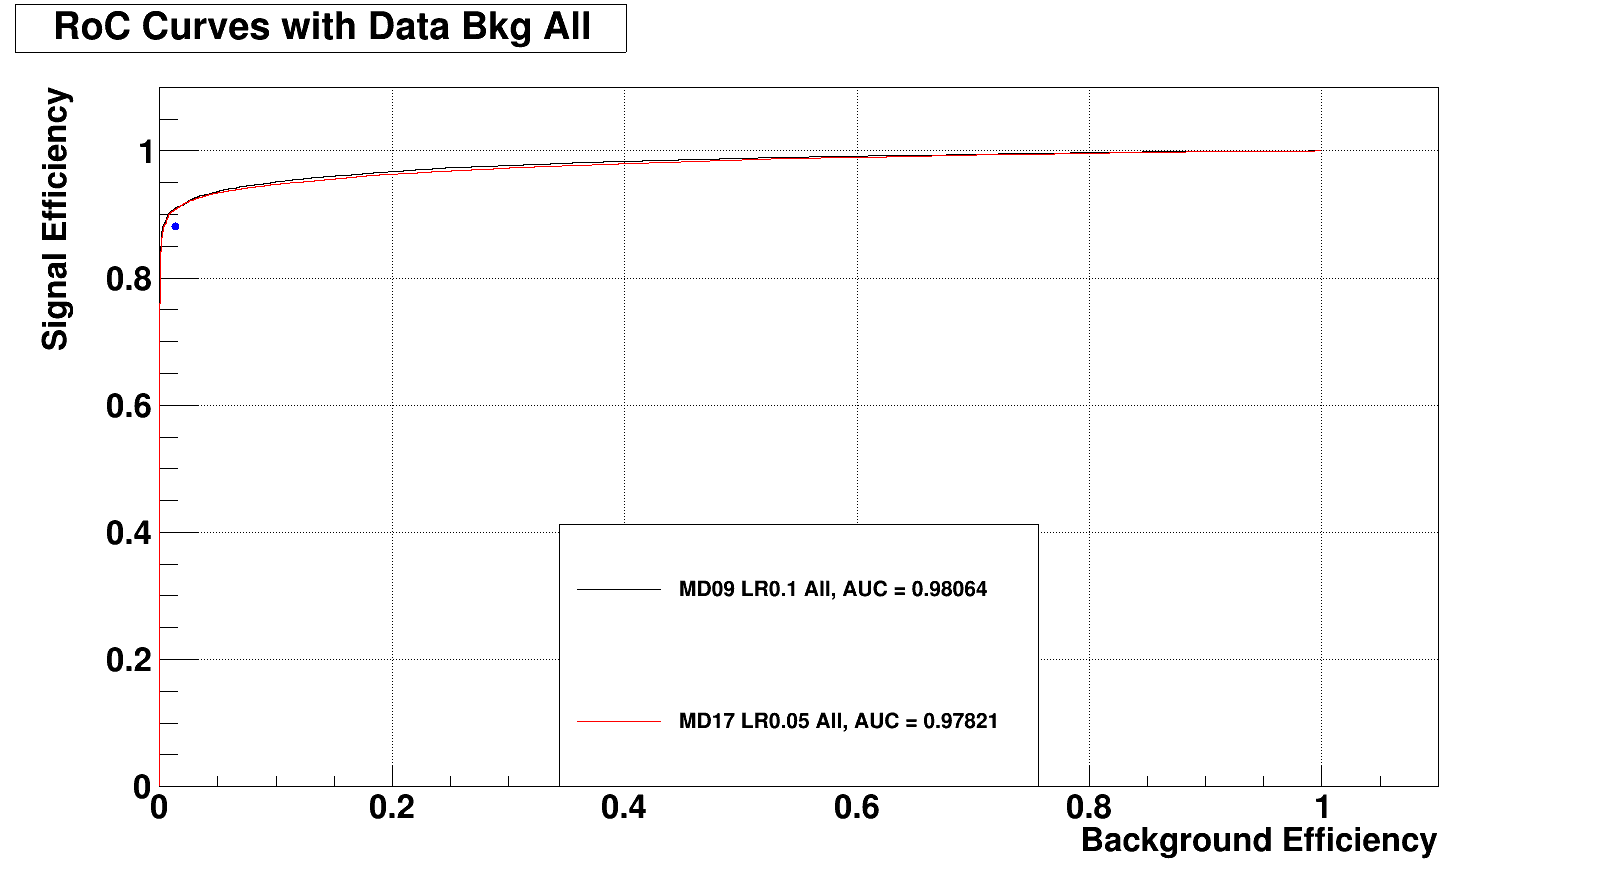 RoC Curves with Data Bkg All
Signal Efficiency
1
0.8
0.6
0.4
0.2
0
MD09 LR0.1 All, AUC = 0.98064
MD17 LR0.05 All, AUC = 0.97821
0 0.2 0.4 0.6 0.8 1
Background Efficiency